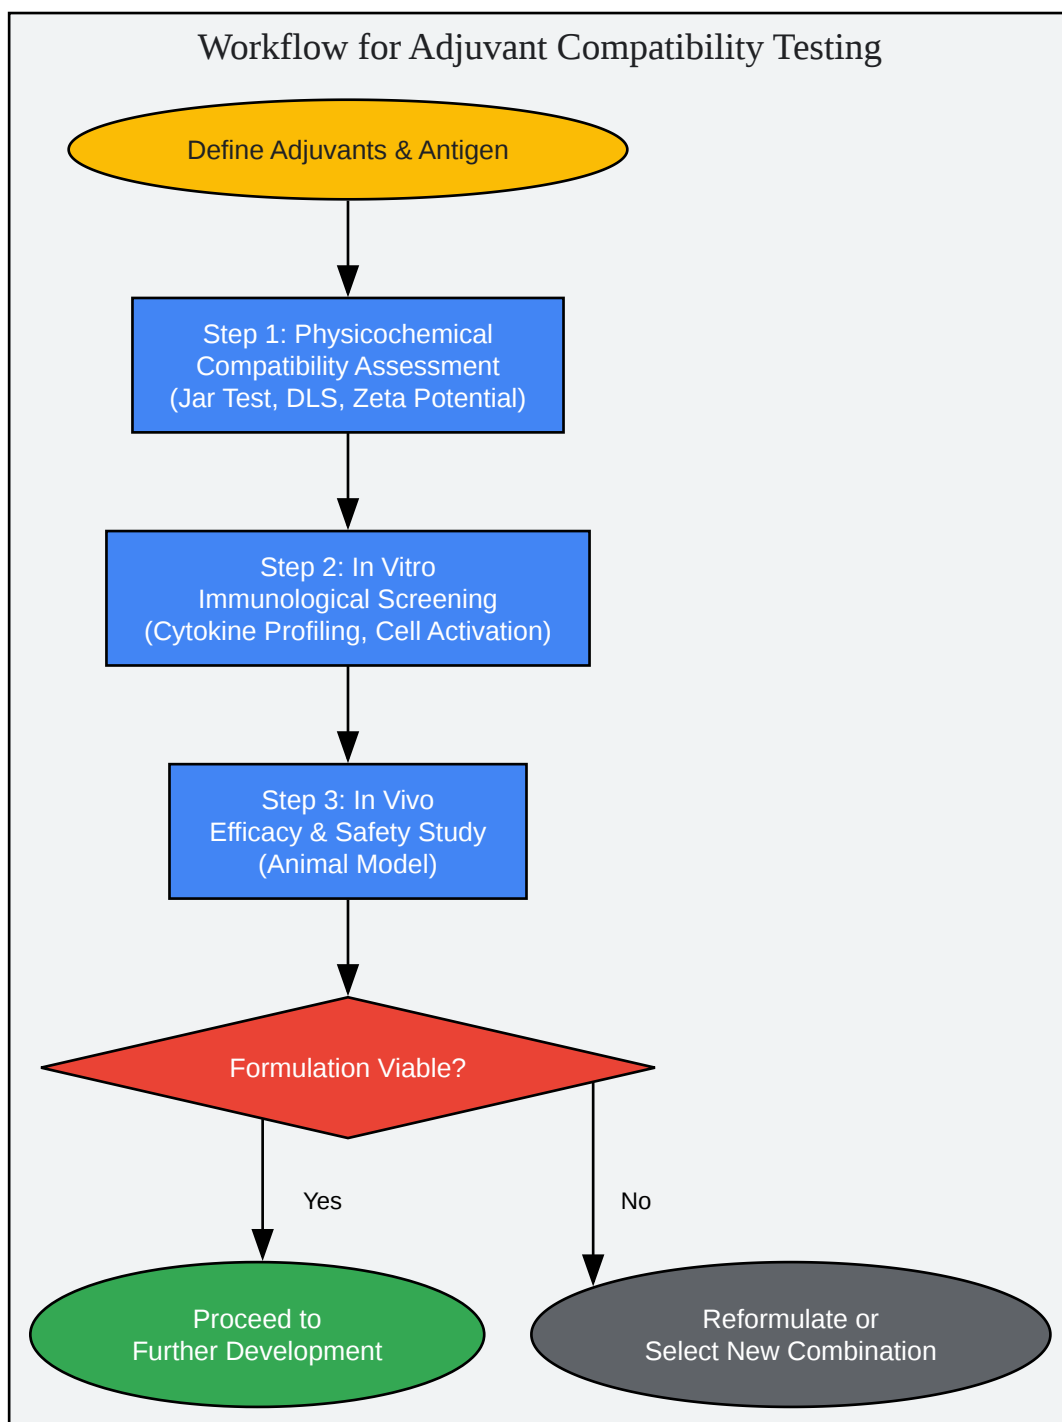 Workflow for Adjuvant Compatibility Testing
Define Adjuvants & Antigen
Step 1: Physicochemical
Compatibility Assessment
(Jar Test, DLS, Zeta Potential)
Step 2: In Vitro
Immunological Screening
(Cytokine Profiling, Cell Activation)
Step 3: In Vivo
Efficacy & Safety Study
(Animal Model)
Formulation Viable?
Yes
No
Proceed to
Further Development
Reformulate or
Select New Combination